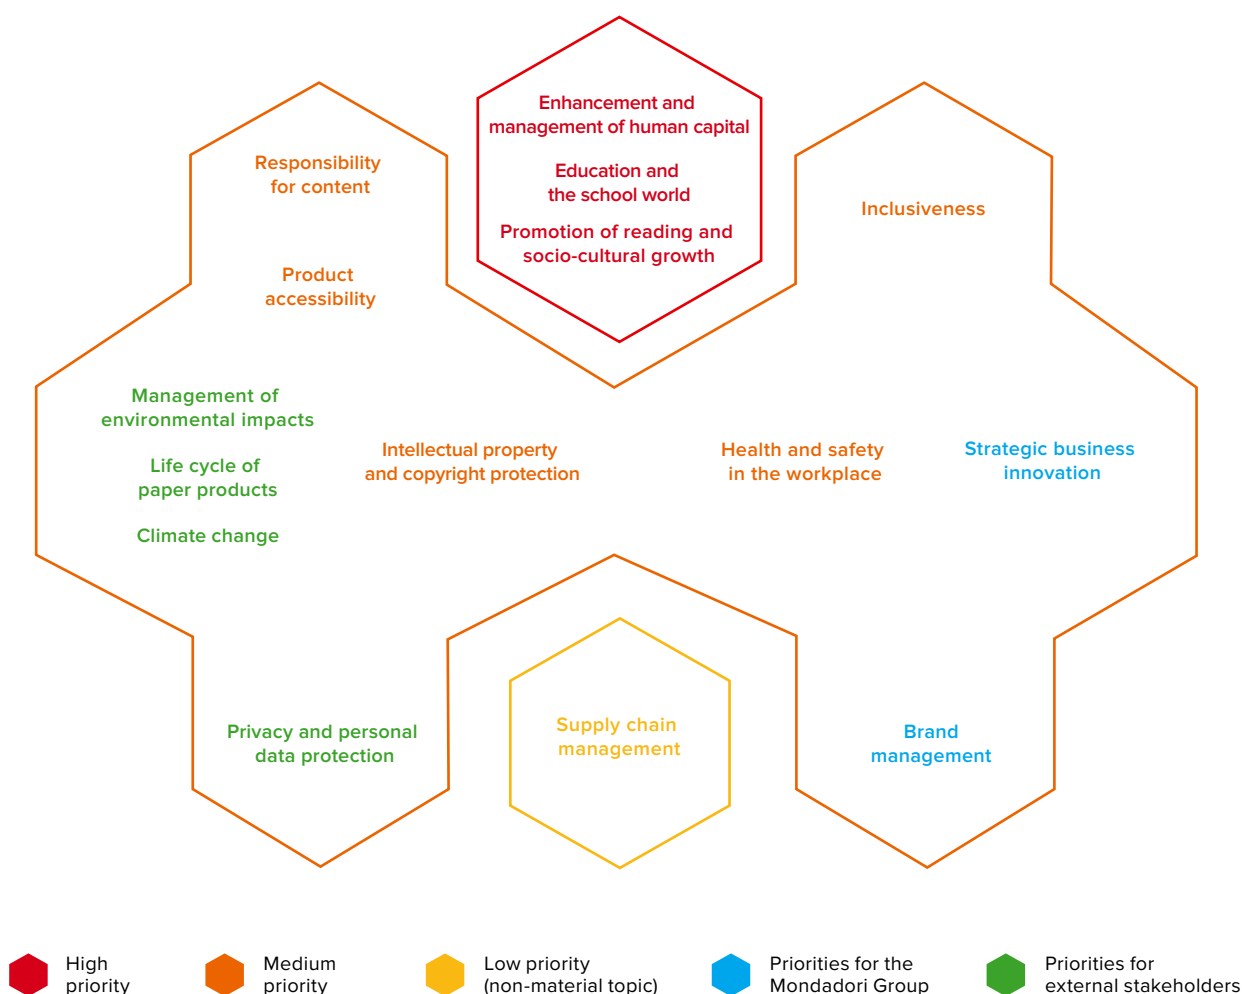 Enhancement and
management of human capital
Education and
the school world
Promotion of reading and
socio-cultural growth
Responsibility
for content
Product
accessibility
Inclusiveness
Management of
environmental impacts
Life cycle of
paper products
Climate change
Intellectual property
and copyright protection
Health and safety
in the workplace
Strategic business
innovation
Privacy and personal
data protection
Supply chain
management
Brand
management
High
priority
Medium
priority
Low priority
(non-material topic)
Priorities for the
Mondadori Group
Priorities for
external stakeholders